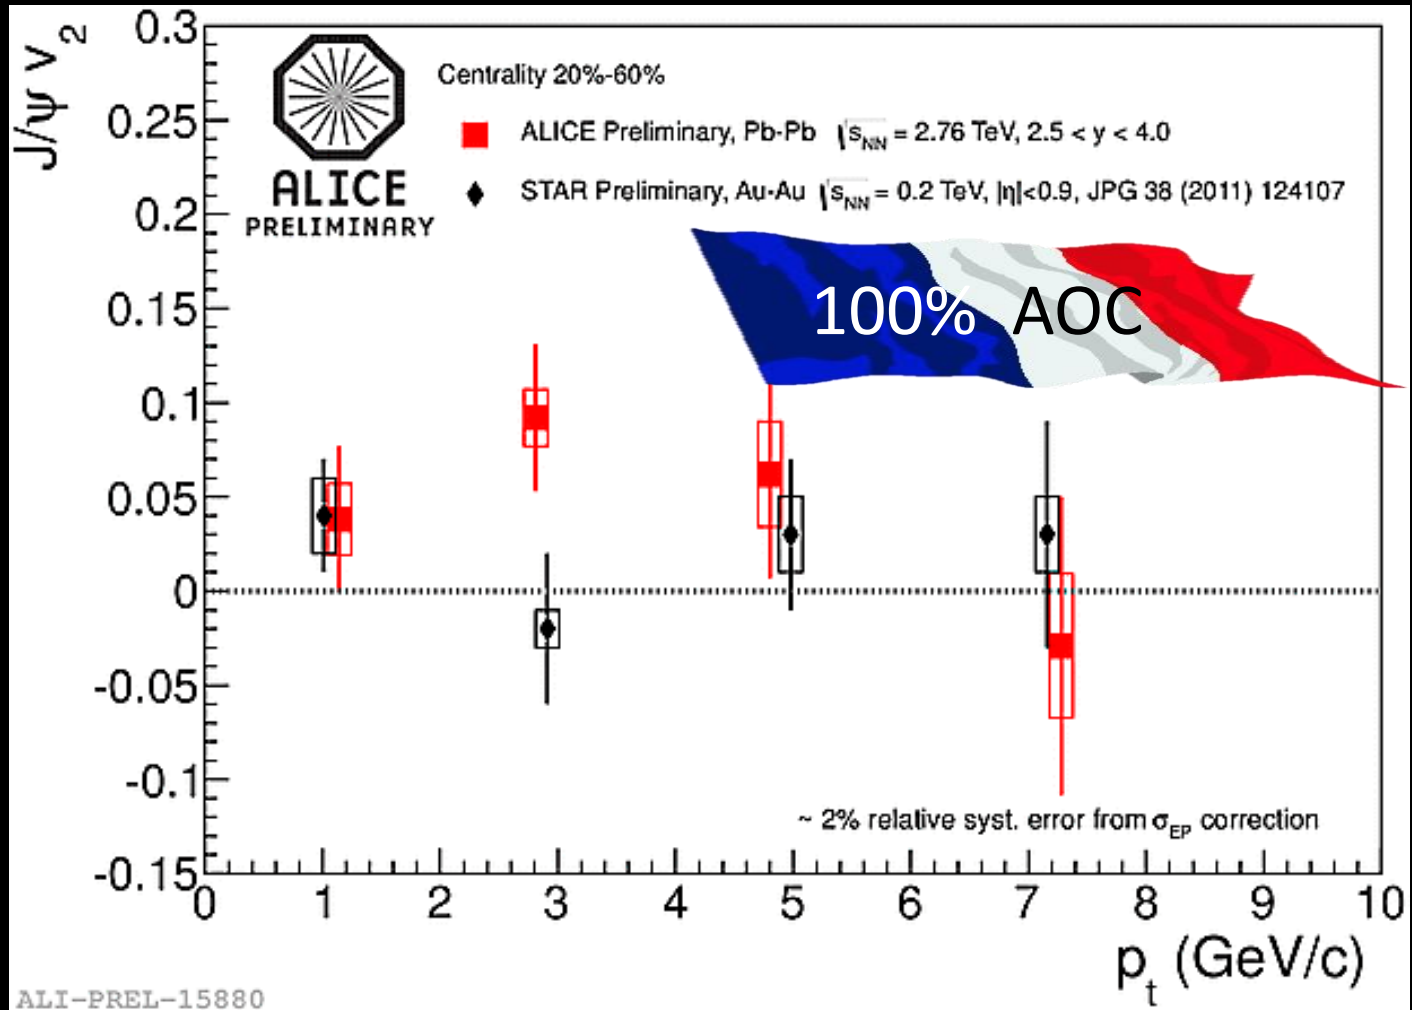 J/ψ v₂
0.3
0.25
0.2
0.15
0.1
0.05
0
-0.05
-0.1
-0.15
ALICE
PRELIMINARY
Centrality 20%-60%
ALICE Preliminary, Pb-Pb √sNN = 2.76 TeV, 2.5 < y < 4.0
STAR Preliminary, Au-Au √sNN = 0.2 TeV, |η|<0.9, JPG 38 (2011) 124107
100% AOC
~ 2% relative syst. error from σEP correction
0 1 2 3 4 5 6 7 8 9 10
pt (GeV/c)
ALI-PREL-15880